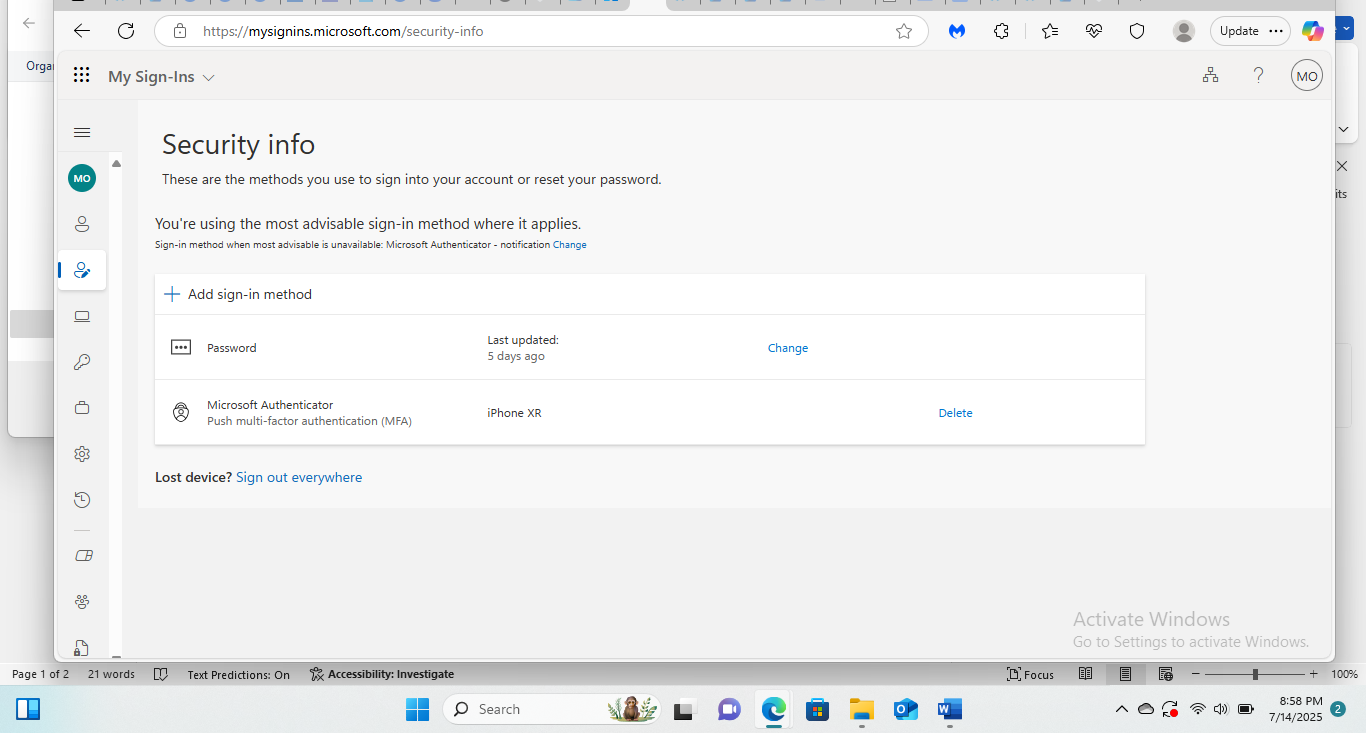 https://mysignins.microsoft.com/security-info
Update
Orga
My Sign-Ins
?
MO
Security info
MO
These are the methods you use to sign into your account or reset your password.
its
You're using the most advisable sign-in method where it applies.
Sign-in method when most advisable is unavailable: Microsoft Authenticator - notification Change
+ Add sign-in method
Password
Last updated:
5 days ago
Change
Microsoft Authenticator
Push multi-factor authentication (MFA)
iPhone XR
Delete
Lost device? Sign out everywhere
Activate Windows
Go to Settings to activate Windows.
Page 1 of 2 21 words Text Predictions: On Accessibility: Investigate Focus 100%
Search
8:58 PM
7/14/2025
2